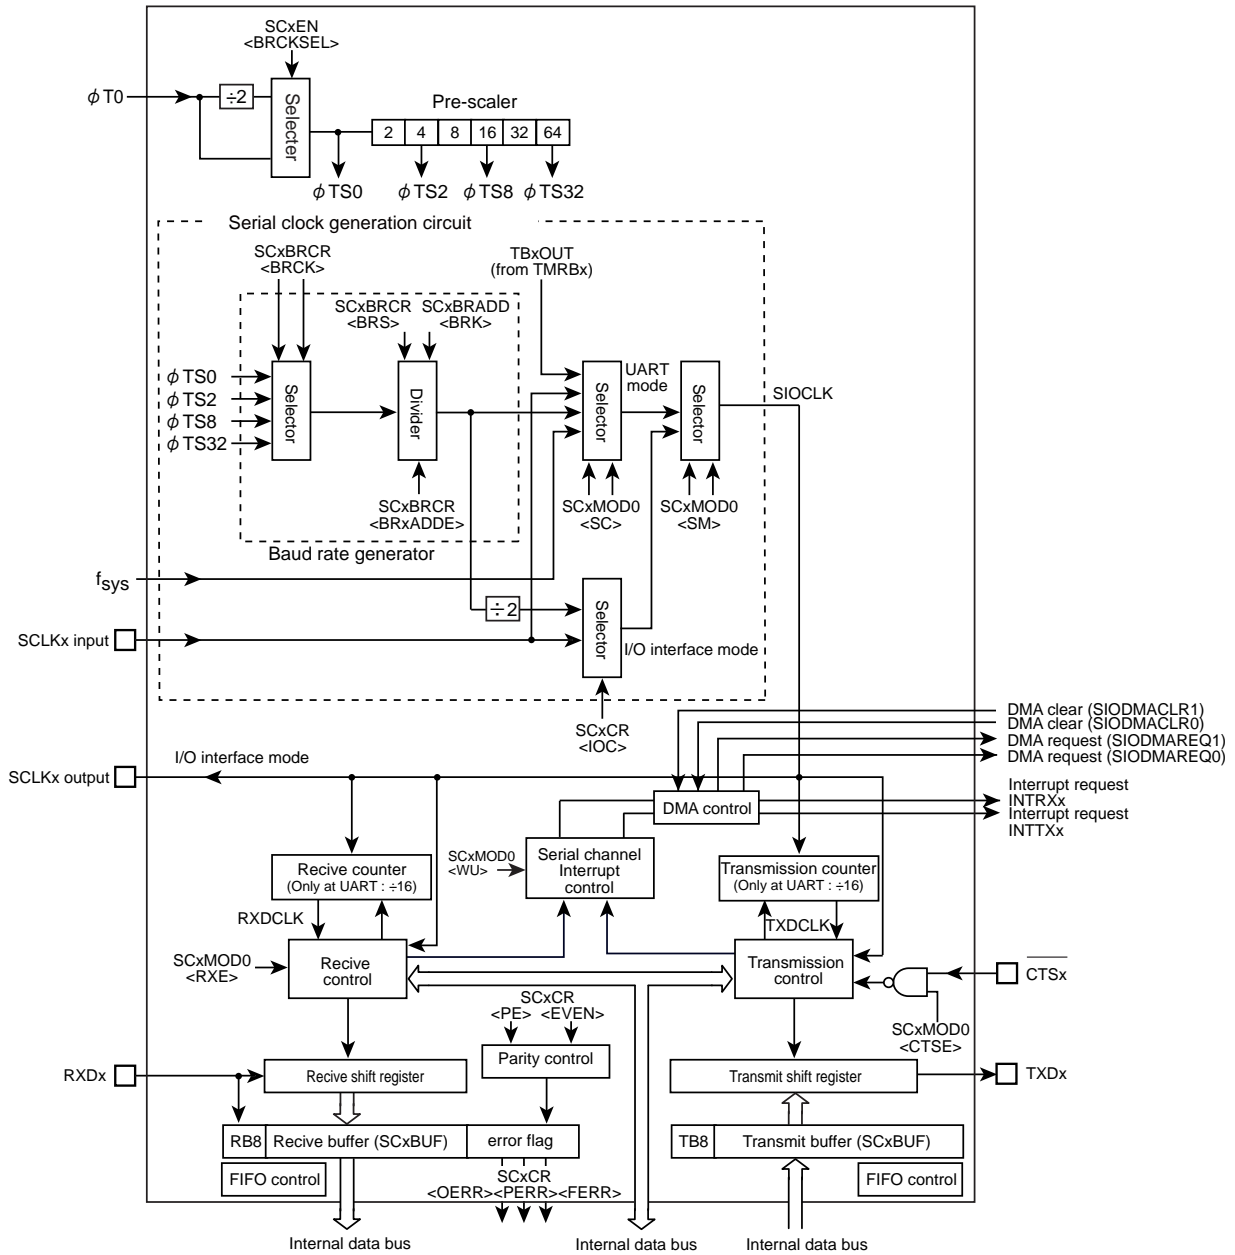 SCxEN
<BRCKSEL>
φT0
÷2
Selecter
Pre-scaler
2 4 8 16 32 64
φTS0 φTS2 φTS8 φTS32
Serial clock generation circuit
SCxBRCR
<BRCK>
TBxOUT
(from TMRBx)
SCxBRCR
<BRS>
SCxBRADD
<BRK>
φTS0
φTS2
φTS8
φTS32
Selector
Divider
Selector
UART
mode
Selector
SIOCLK
SCxBRCR
<BRxADDE>
SCxMOD0
<SC>
SCxMOD0
<SM>
Baud rate generator
fsys
÷2
Selector
SCLKx input
I/O interface mode
SCxCR
<IOC>
DMA clear (SIODMACLR1)
DMA clear (SIODMACLR0)
DMA request (SIODMAREQ1)
DMA request (SIODMAREQ0)
I/O interface mode
SCLKx output
Interrupt request
INTRXx
Interrupt request
INTTXx
DMA control
SCxMOD0
<WU>
Serial channel
Interrupt
control
Recive counter
(Only at UART : ÷16)
Transmission counter
(Only at UART : ÷16)
RXDCLK
TXDCLK
SCxMOD0
<RXE>
Recive
control
Transmission
control
CTSx
SCxMOD0
<CTSE>
SCxCR
<PE> <EVEN>
Parity control
RXDx
Recive shift register
Transmit shift register
TXDx
RB8
Recive buffer (SCxBUF)
error flag
TB8
Transmit buffer (SCxBUF)
FIFO control
SCxCR
<OERR><PERR><FERR>
FIFO control
Internal data bus
Internal data bus
Internal data bus